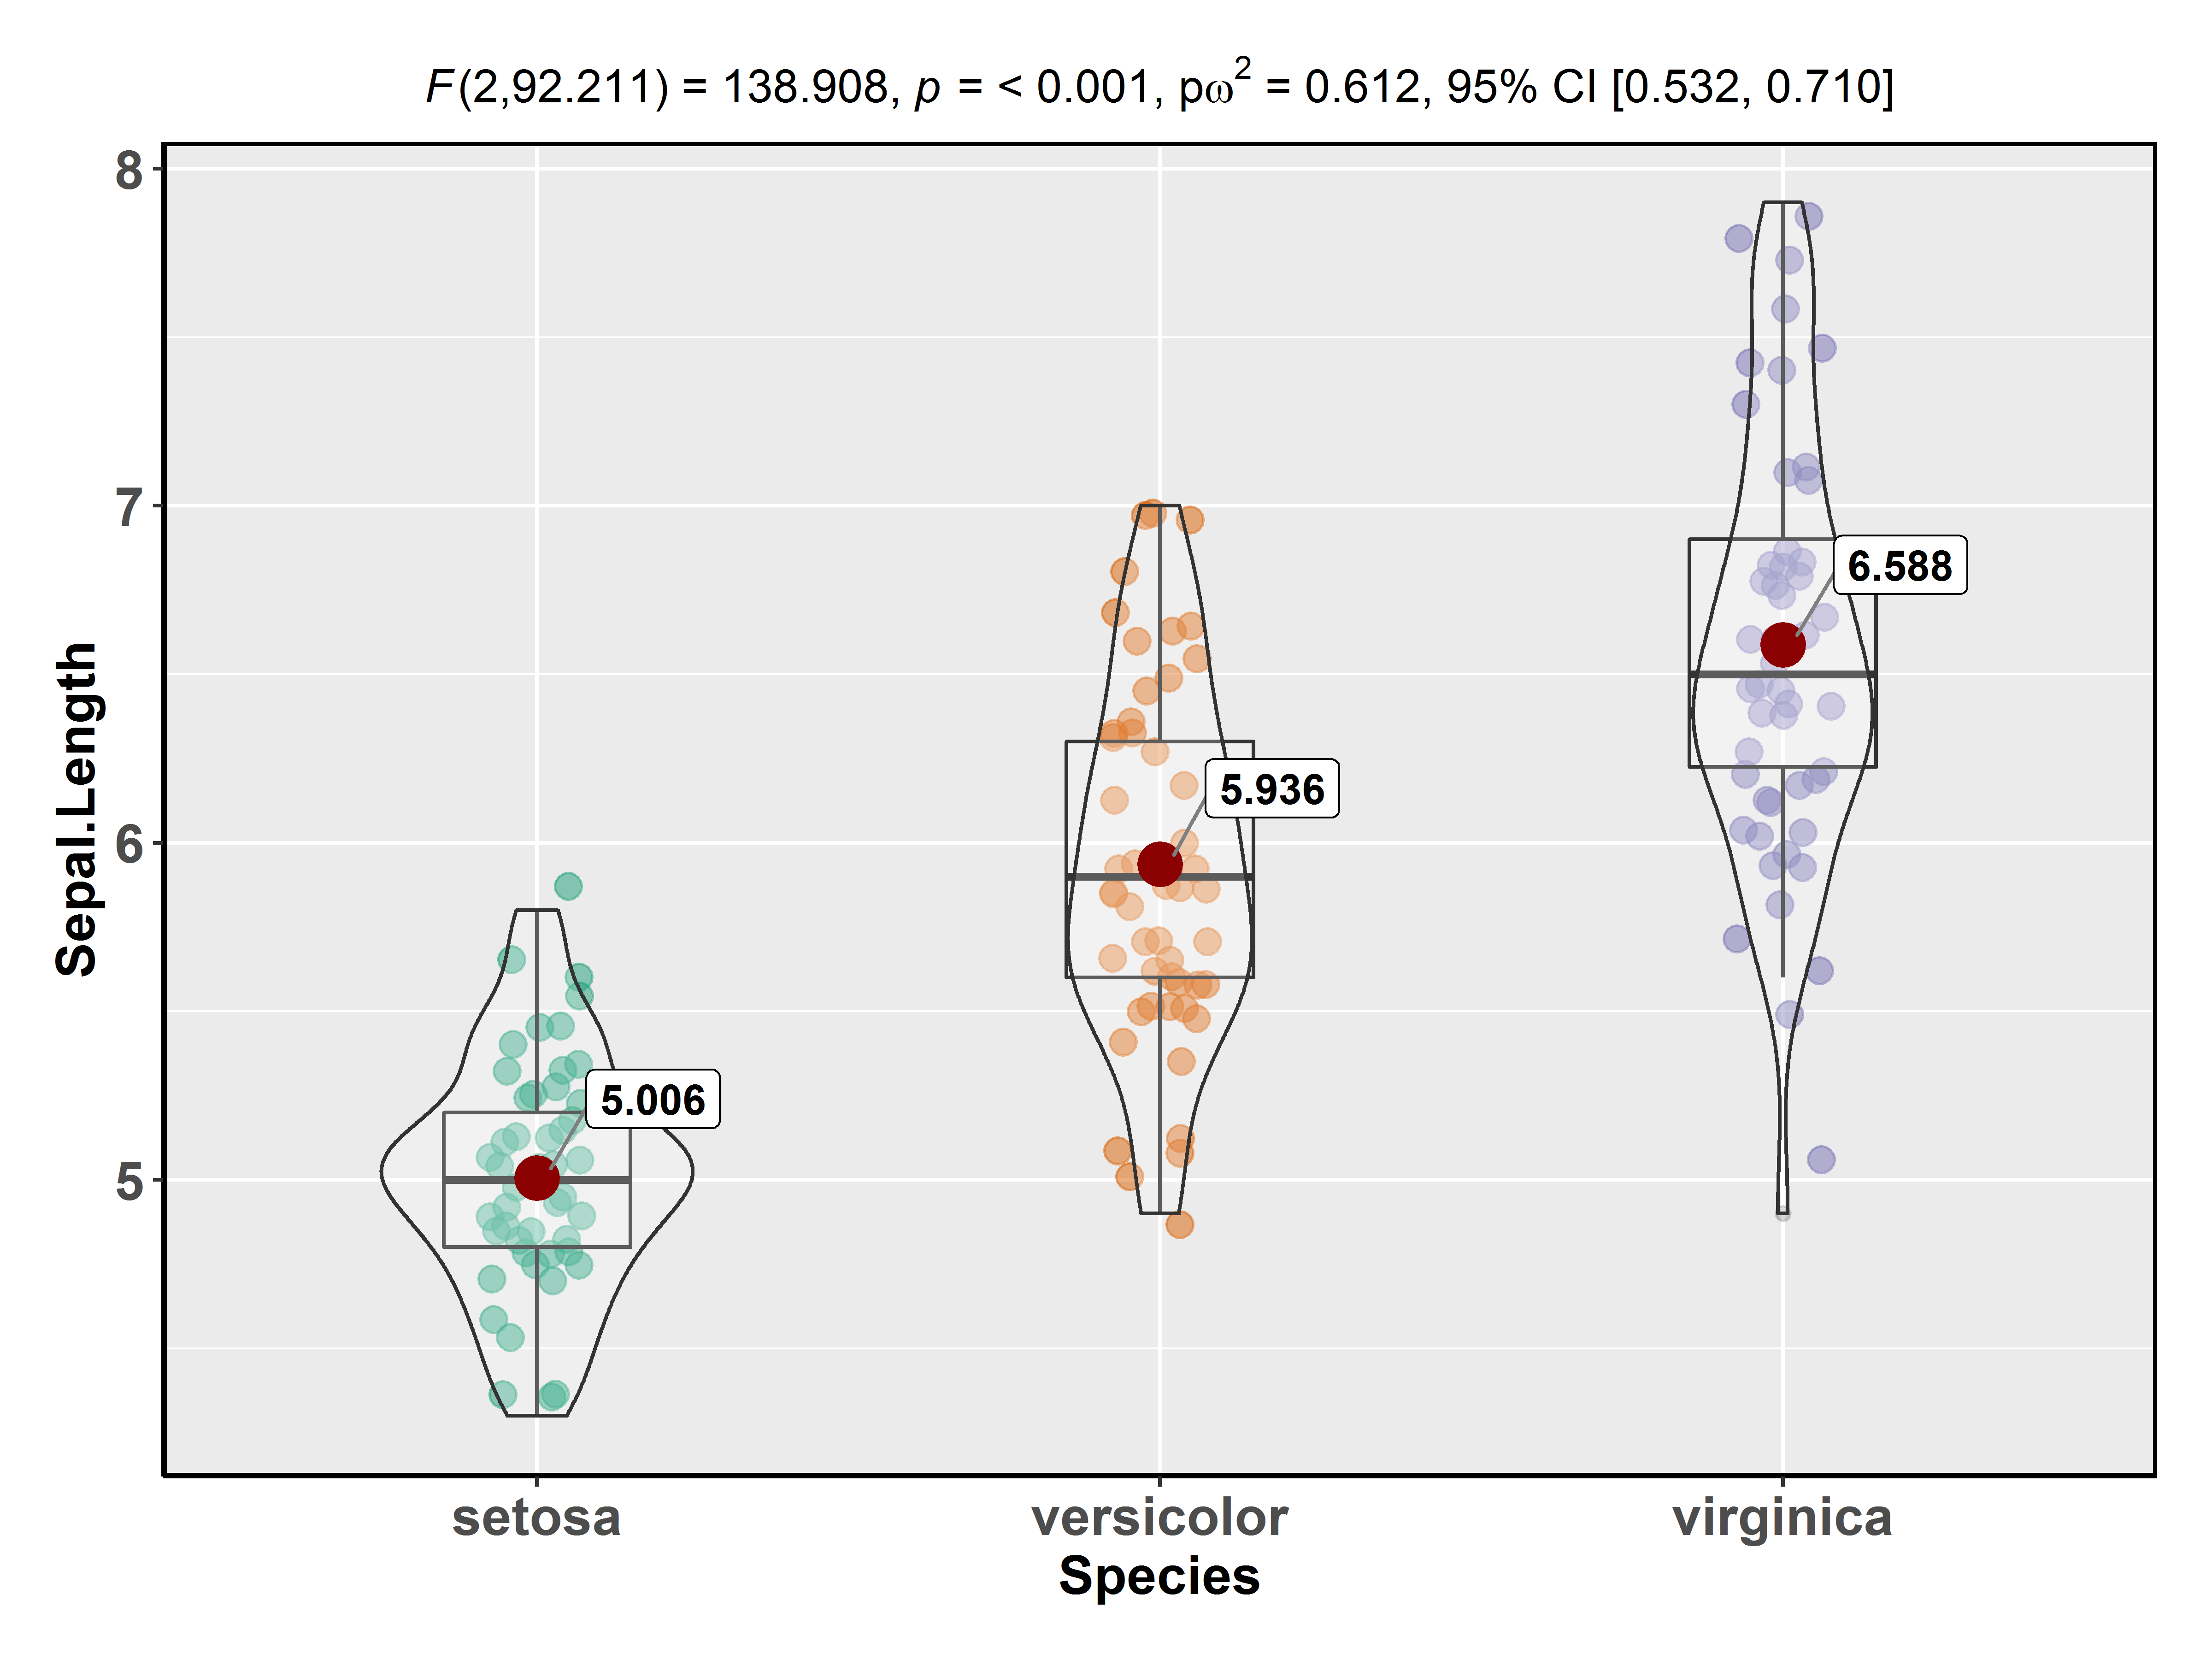 F(2,92.211) = 138.908, p = < 0.001, pω² = 0.612, 95% CI [0.532, 0.710]
8
7
6
5
Sepal.Length
6.588
5.936
5.006
setosa versicolor virginica
Species